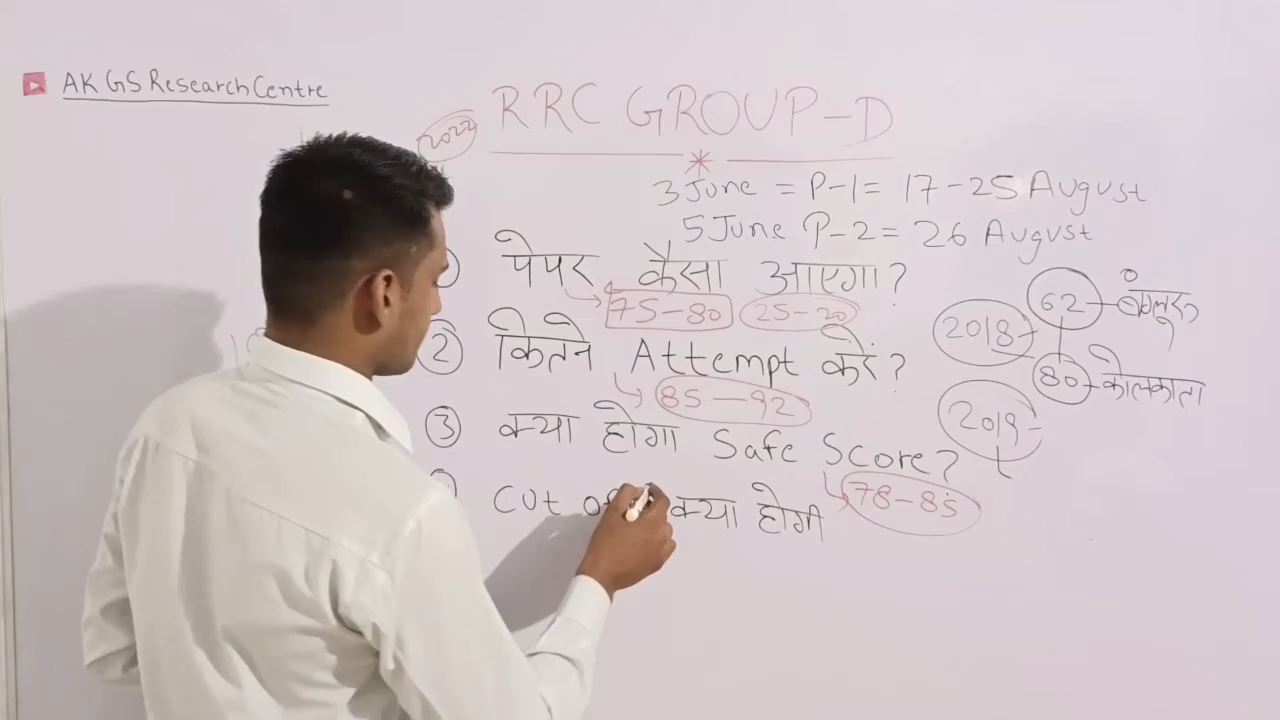 AK GS Research Centre
2022
RRC GROUP-D
3 June = P-1 = 17-25 August
5 June P-2 = 26 August
पेपर कैसा आएगा?
75-80 25-20
② कितने Attempt करें?
85-92
③ क्या होगा Safe Score?
78-85
Cut क्या होगी
2018 62 - बंगलुरू
80 - कोलकाता
2019